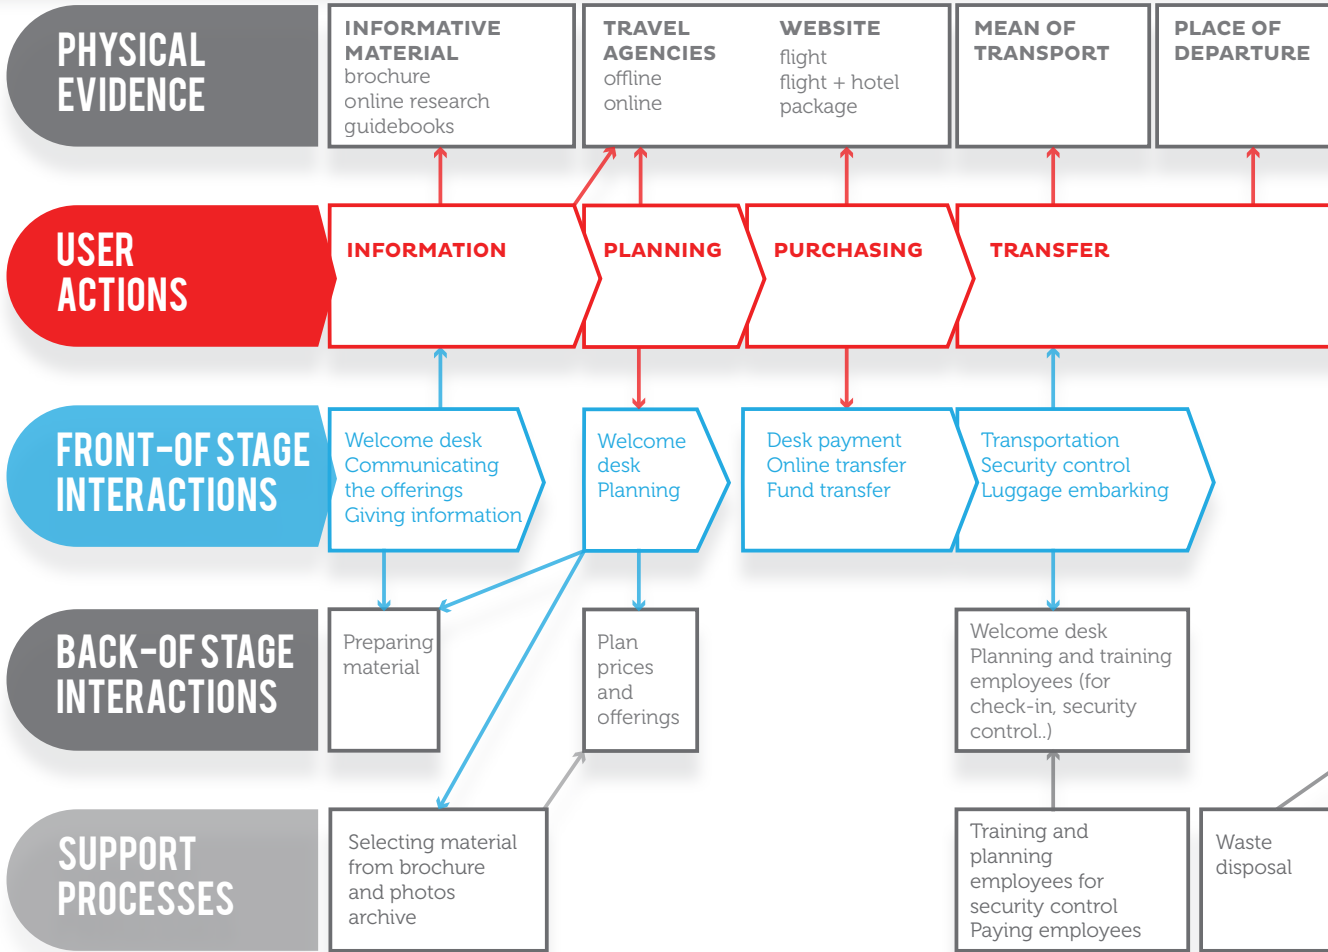 PHYSICAL
EVIDENCE
INFORMATIVE
MATERIAL
brochure
online research
guidebooks
TRAVEL
AGENCIES
offline
online
WEBSITE
flight
flight + hotel
package
MEAN OF
TRANSPORT
PLACE OF
DEPARTURE
USER
ACTIONS
INFORMATION
PLANNING
PURCHASING
TRANSFER
FRONT-OF STAGE
INTERACTIONS
Welcome desk
Communicating
the offerings
Giving information
Welcome
desk
Planning
Desk payment
Online transfer
Fund transfer
Transportation
Security control
Luggage embarking
BACK-OF STAGE
INTERACTIONS
Preparing
material
Plan
prices
and
offerings
Welcome desk
Planning and training
employees (for
check-in, security
control..)
SUPPORT
PROCESSES
Selecting material
from brochure
and photos
archive
Training and
planning
employees for
security control
Paying employees
Waste
disposal